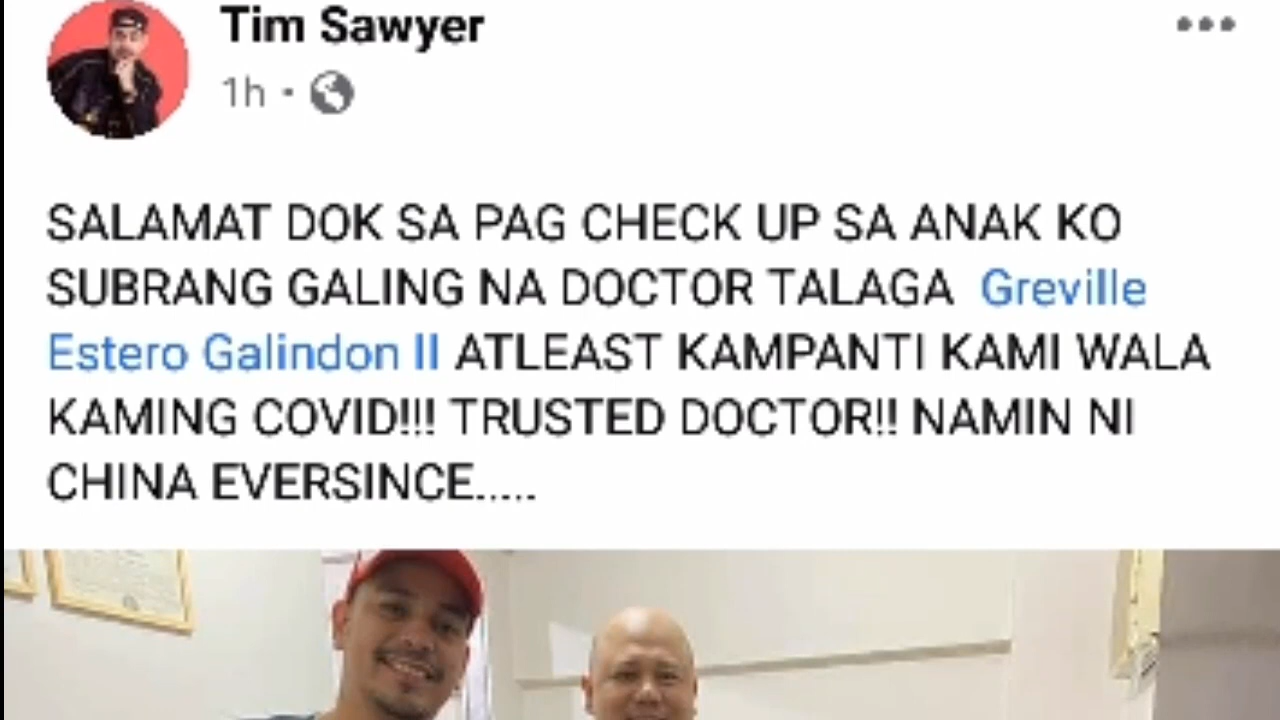 Tim Sawyer
1h
SALAMAT DOK SA PAG CHECK UP SA ANAK KO
SUBRANG GALING NA DOCTOR TALAGA Greville
Estero Galindon II ATLEAST KAMPANTI KAMI WALA
KAMING COVID!!! TRUSTED DOCTOR!! NAMIN NI
CHINA EVERSINCE.....